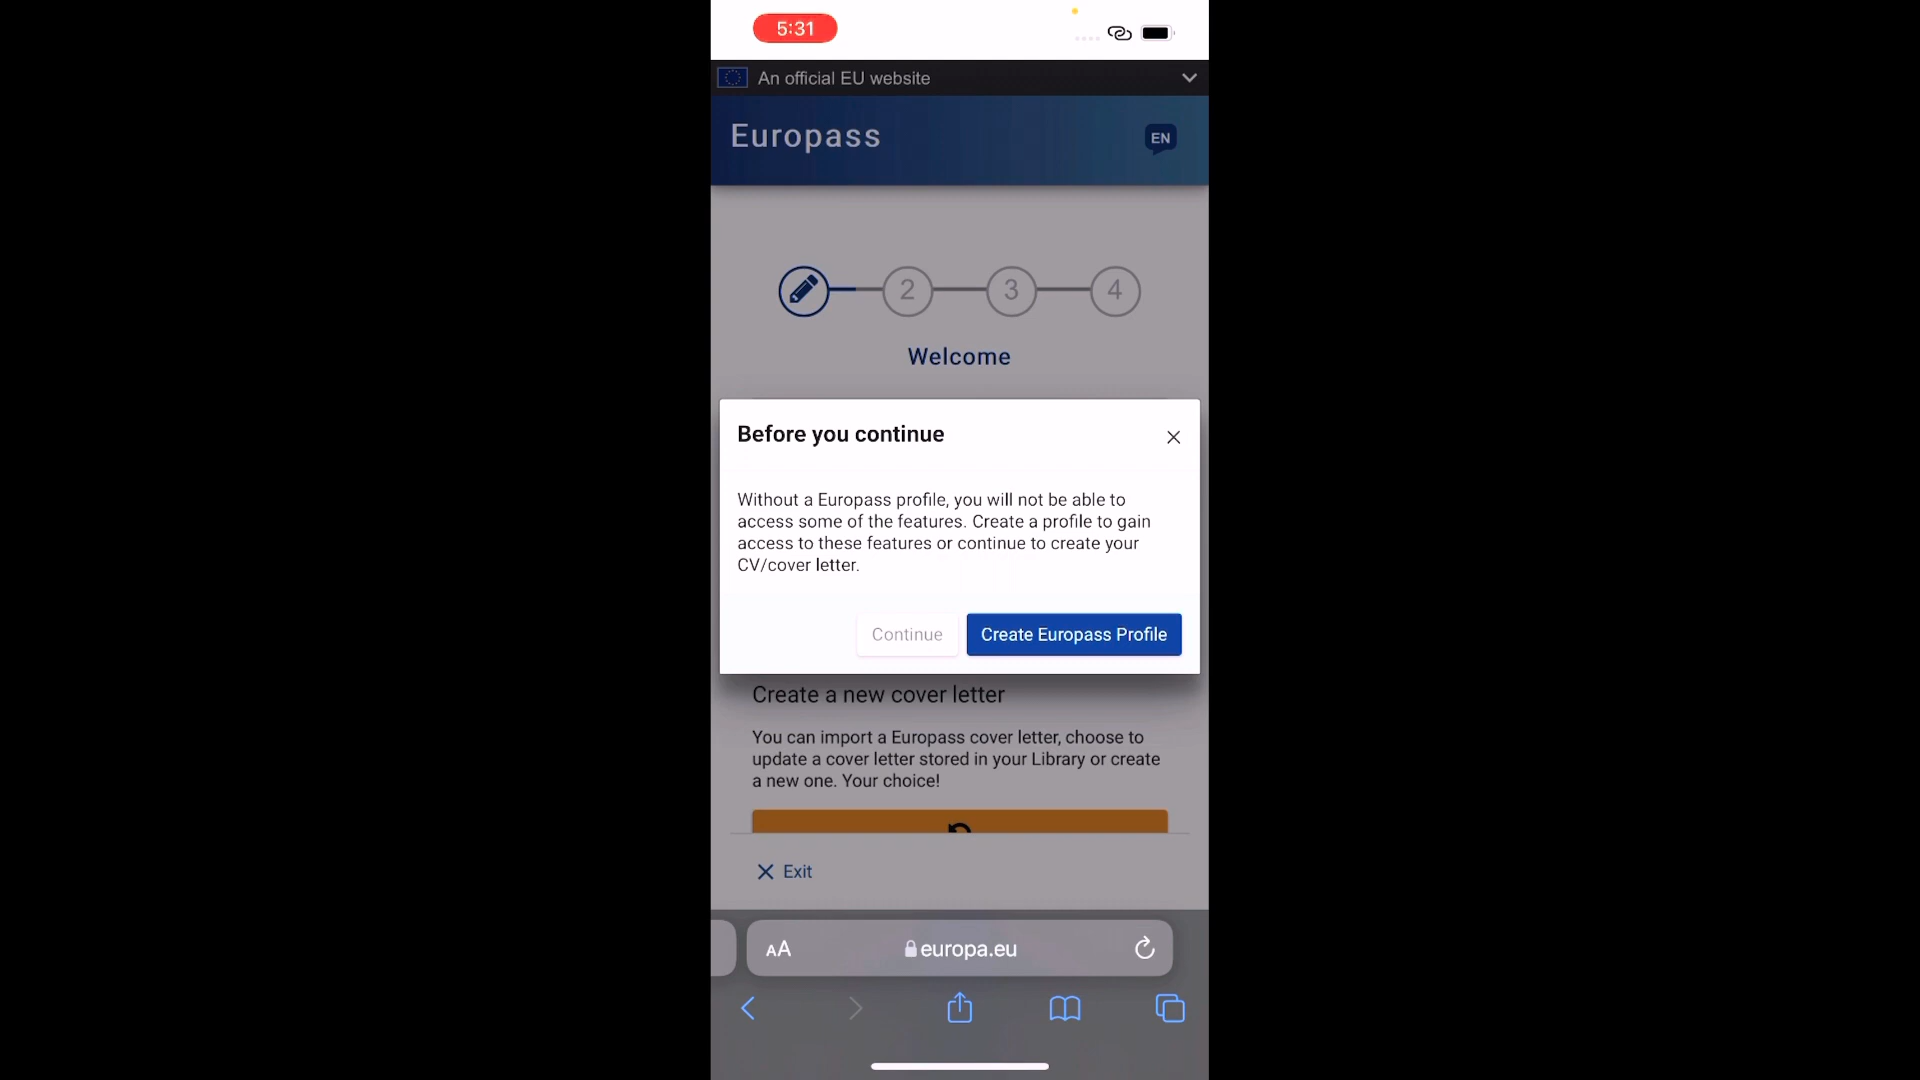 5:31
An official EU website
Europass
EN
2
3
4
Welcome
Before you continue
Without a Europass profile, you will not be able to
access some of the features. Create a profile to gain
access to these features or continue to create your
CV/cover letter.
Continue
Create Europass Profile
Create a new cover letter
You can import a Europass cover letter, choose to
update a cover letter stored in your Library or create
a new one. Your choice!
Exit
AA
europa.eu